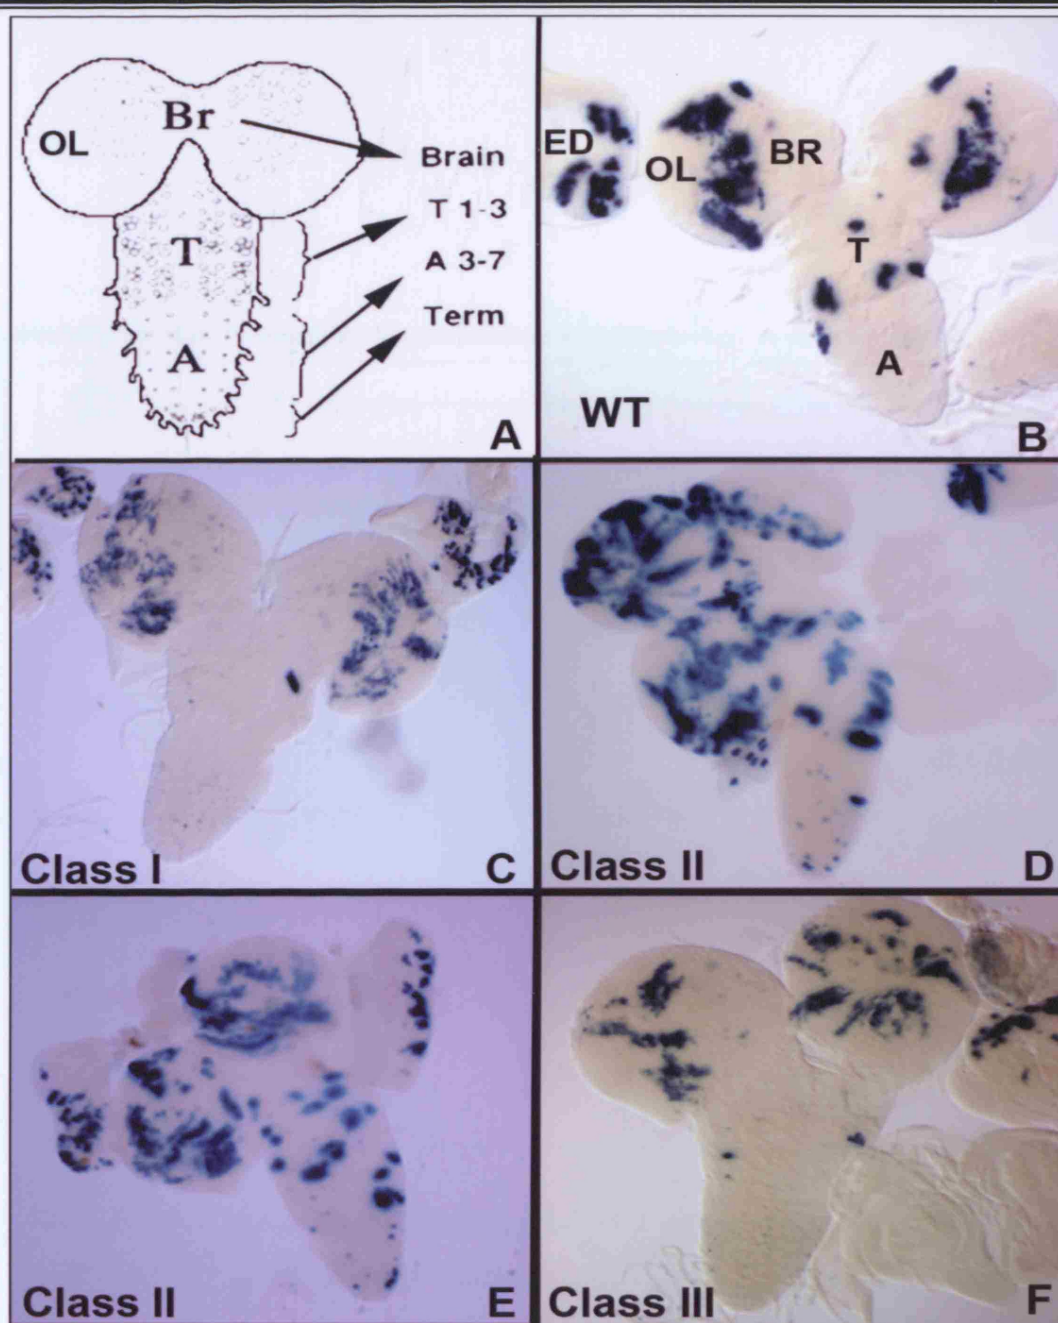 OL
Br
Brain
T 1-3
T
A 3-7
Term
A
A
ED
OL
BR
T
A
WT
B
Class I
C
Class II
D
Class II
E
Class III
F